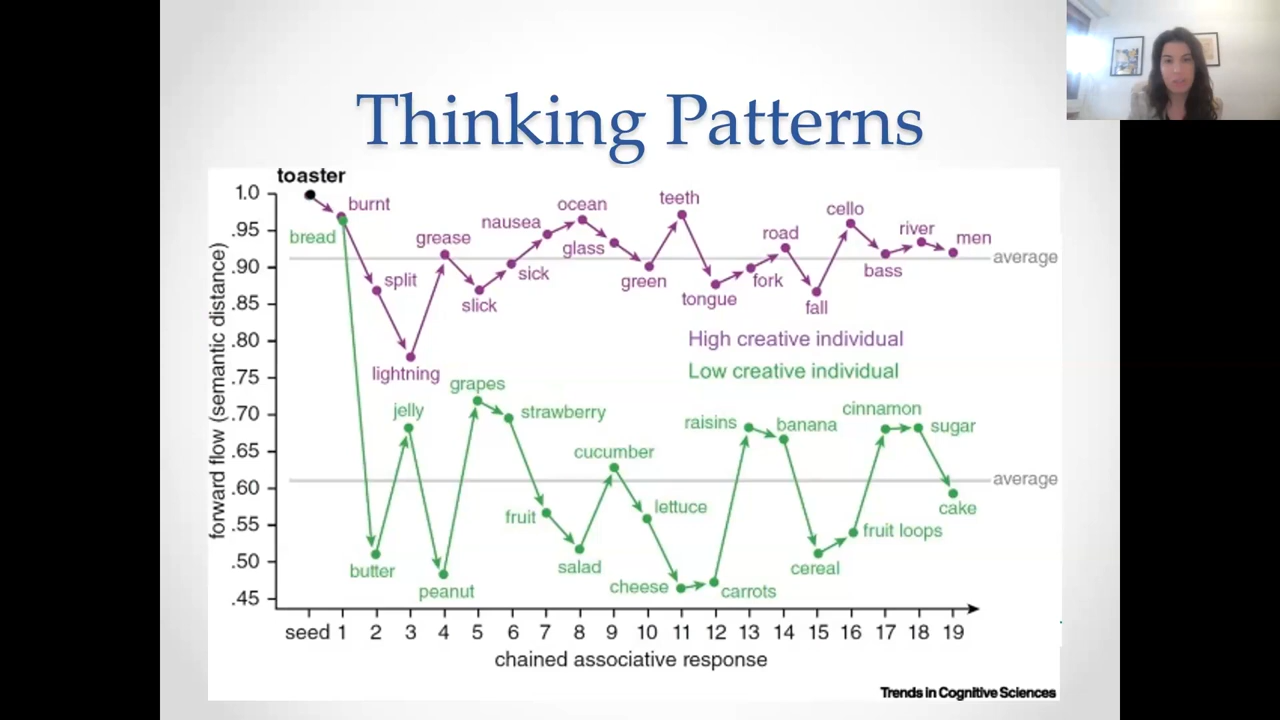 Thinking Patterns
toaster
1.0
.95
.90
.85
.80
.75
.70
.65
.60
.55
.50
.45
forward flow (semantic distance)
burnt
split
lightning
grease
slick
sick
nausea
ocean
glass
green
teeth
tongue
fork
road
fall
cello
bass
river
men
average
High creative individual
Low creative individual
bread
butter
jelly
peanut
grapes
strawberry
fruit
salad
cucumber
lettuce
cheese
carrots
raisins
banana
cereal
fruit loops
cinnamon
sugar
cake
average
seed 1 2 3 4 5 6 7 8 9 10 11 12 13 14 15 16 17 18 19
chained associative response
Trends in Cognitive Sciences